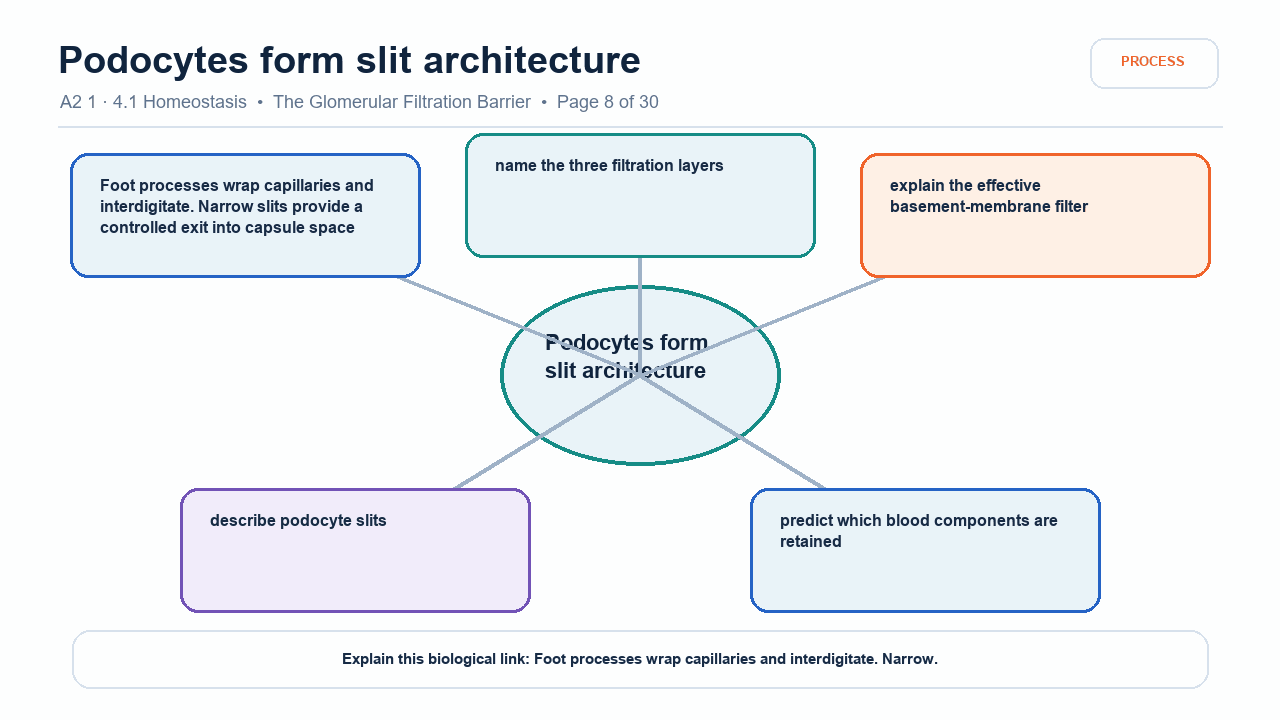 Podocytes form slit architecture
PROCESS
A2 1 · 4.1 Homeostasis • The Glomerular Filtration Barrier • Page 8 of 30
Foot processes wrap capillaries and
interdigitate. Narrow slits provide a
controlled exit into capsule space
name the three filtration layers
explain the effective
basement-membrane filter
Podocytes form
slit architecture
describe podocyte slits
predict which blood components are
retained
Explain this biological link: Foot processes wrap capillaries and interdigitate. Narrow.